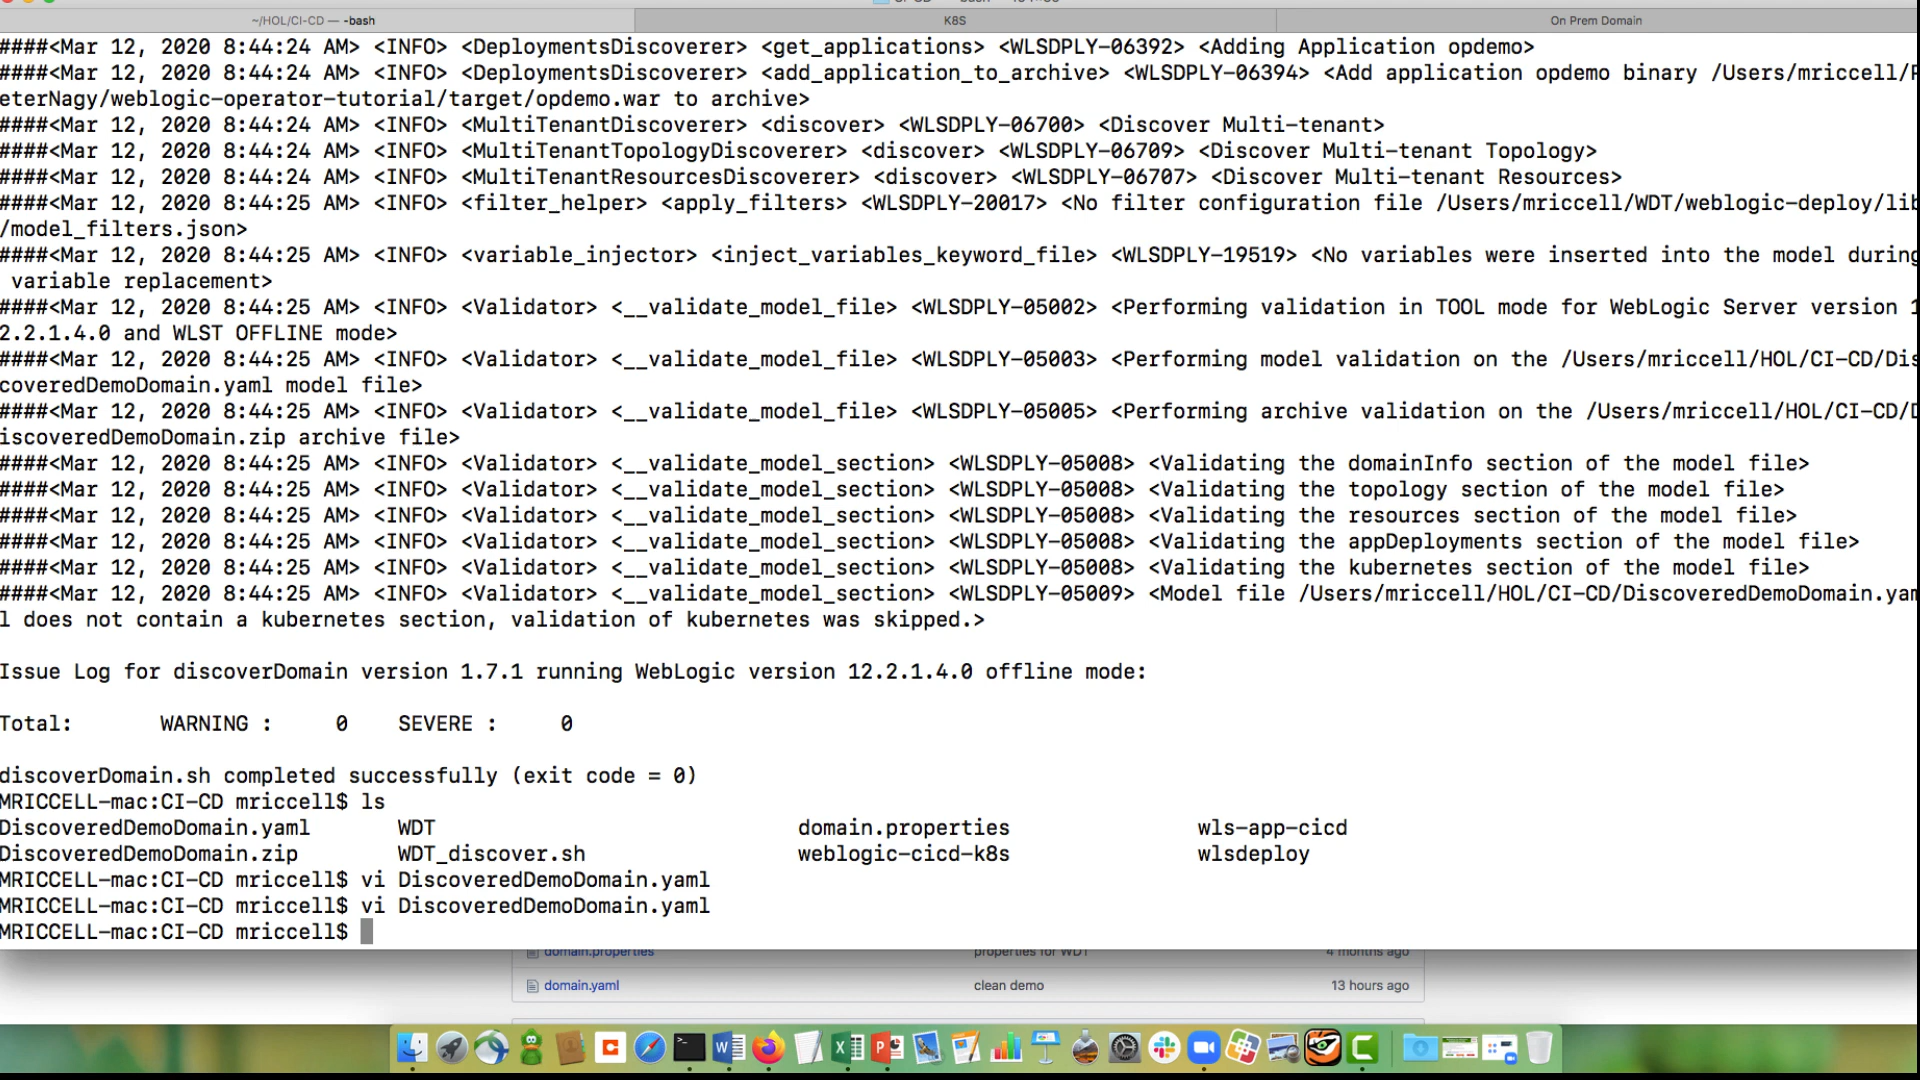 ~/HOL/CI-CD — -bash
K8S
On Prem Domain
####<Mar 12, 2020 8:44:24 AM> <INFO> <DeploymentsDiscoverer> <get_applications> <WLSDPLY-06392> <Adding Application opdemo>
####<Mar 12, 2020 8:44:24 AM> <INFO> <DeploymentsDiscoverer> <add_application_to_archive> <WLSDPLY-06394> <Add application opdemo binary /Users/mriccell/P
eterNagy/weblogic-operator-tutorial/target/opdemo.war to archive>
####<Mar 12, 2020 8:44:24 AM> <INFO> <MultiTenantDiscoverer> <discover> <WLSDPLY-06700> <Discover Multi-tenant>
####<Mar 12, 2020 8:44:24 AM> <INFO> <MultiTenantTopologyDiscoverer> <discover> <WLSDPLY-06709> <Discover Multi-tenant Topology>
####<Mar 12, 2020 8:44:24 AM> <INFO> <MultiTenantResourcesDiscoverer> <discover> <WLSDPLY-06707> <Discover Multi-tenant Resources>
####<Mar 12, 2020 8:44:25 AM> <INFO> <filter_helper> <apply_filters> <WLSDPLY-20017> <No filter configuration file /Users/mriccell/WDT/weblogic-deploy/lib
/model_filters.json>
####<Mar 12, 2020 8:44:25 AM> <INFO> <variable_injector> <inject_variables_keyword_file> <WLSDPLY-19519> <No variables were inserted into the model during
variable replacement>
####<Mar 12, 2020 8:44:25 AM> <INFO> <Validator> <__validate_model_file> <WLSDPLY-05002> <Performing validation in TOOL mode for WebLogic Server version 1
2.2.1.4.0 and WLST OFFLINE mode>
####<Mar 12, 2020 8:44:25 AM> <INFO> <Validator> <__validate_model_file> <WLSDPLY-05003> <Performing model validation on the /Users/mriccell/HOL/CI-CD/Dis
coveredDemoDomain.yaml model file>
####<Mar 12, 2020 8:44:25 AM> <INFO> <Validator> <__validate_model_file> <WLSDPLY-05005> <Performing archive validation on the /Users/mriccell/HOL/CI-CD/D
iscoveredDemoDomain.zip archive file>
####<Mar 12, 2020 8:44:25 AM> <INFO> <Validator> <__validate_model_section> <WLSDPLY-05008> <Validating the domainInfo section of the model file>
####<Mar 12, 2020 8:44:25 AM> <INFO> <Validator> <__validate_model_section> <WLSDPLY-05008> <Validating the topology section of the model file>
####<Mar 12, 2020 8:44:25 AM> <INFO> <Validator> <__validate_model_section> <WLSDPLY-05008> <Validating the resources section of the model file>
####<Mar 12, 2020 8:44:25 AM> <INFO> <Validator> <__validate_model_section> <WLSDPLY-05008> <Validating the appDeployments section of the model file>
####<Mar 12, 2020 8:44:25 AM> <INFO> <Validator> <__validate_model_section> <WLSDPLY-05008> <Validating the kubernetes section of the model file>
####<Mar 12, 2020 8:44:25 AM> <INFO> <Validator> <__validate_model_section> <WLSDPLY-05009> <Model file /Users/mriccell/HOL/CI-CD/DiscoveredDemoDomain.yam
l does not contain a kubernetes section, validation of kubernetes was skipped.>
Issue Log for discoverDomain version 1.7.1 running WebLogic version 12.2.1.4.0 offline mode:
Total: WARNING : 0 SEVERE : 0
discoverDomain.sh completed successfully (exit code = 0)
MRICCELL-mac:CI-CD mriccell$ ls
DiscoveredDemoDomain.yaml WDT domain.properties wls-app-cicd
DiscoveredDemoDomain.zip WDT_discover.sh weblogic-cicd-k8s wlsdeploy
MRICCELL-mac:CI-CD mriccell$ vi DiscoveredDemoDomain.yaml
MRICCELL-mac:CI-CD mriccell$ vi DiscoveredDemoDomain.yaml
MRICCELL-mac:CI-CD mriccell$
domain.properties properties for WDT 4 months ago
domain.yaml clean demo 13 hours ago